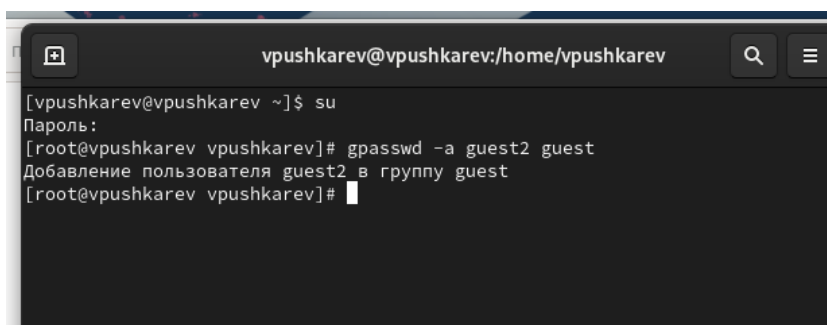 vpushkarev@vpushkarev:/home/vpushkarev
[vpushkarev@vpushkarev ~]$ su
Пароль:
[root@vpushkarev vpushkarev]# gpasswd -a guest2 guest
Добавление пользователя guest2 в группу guest
[root@vpushkarev vpushkarev]#